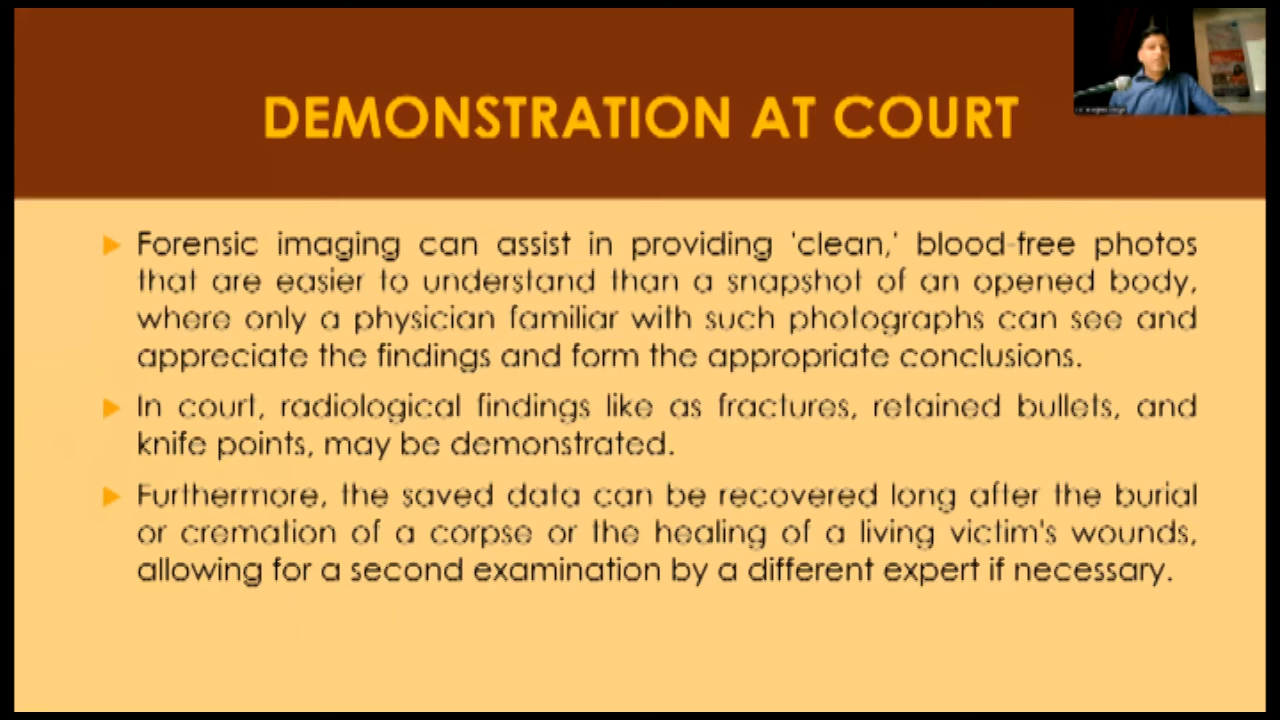 DEMONSTRATION AT COURT
Forensic imaging can assist in providing 'clean,' blood-free photos
that are easier to understand than a snapshot of an opened body,
where only a physician familiar with such photographs can see and
appreciate the findings and form the appropriate conclusions.
In court, radiological findings like as fractures, retained bullets, and
knife points, may be demonstrated.
Furthermore, the saved data can be recovered long after the burial
or cremation of a corpse or the healing of a living victim's wounds,
allowing for a second examination by a different expert if necessary.